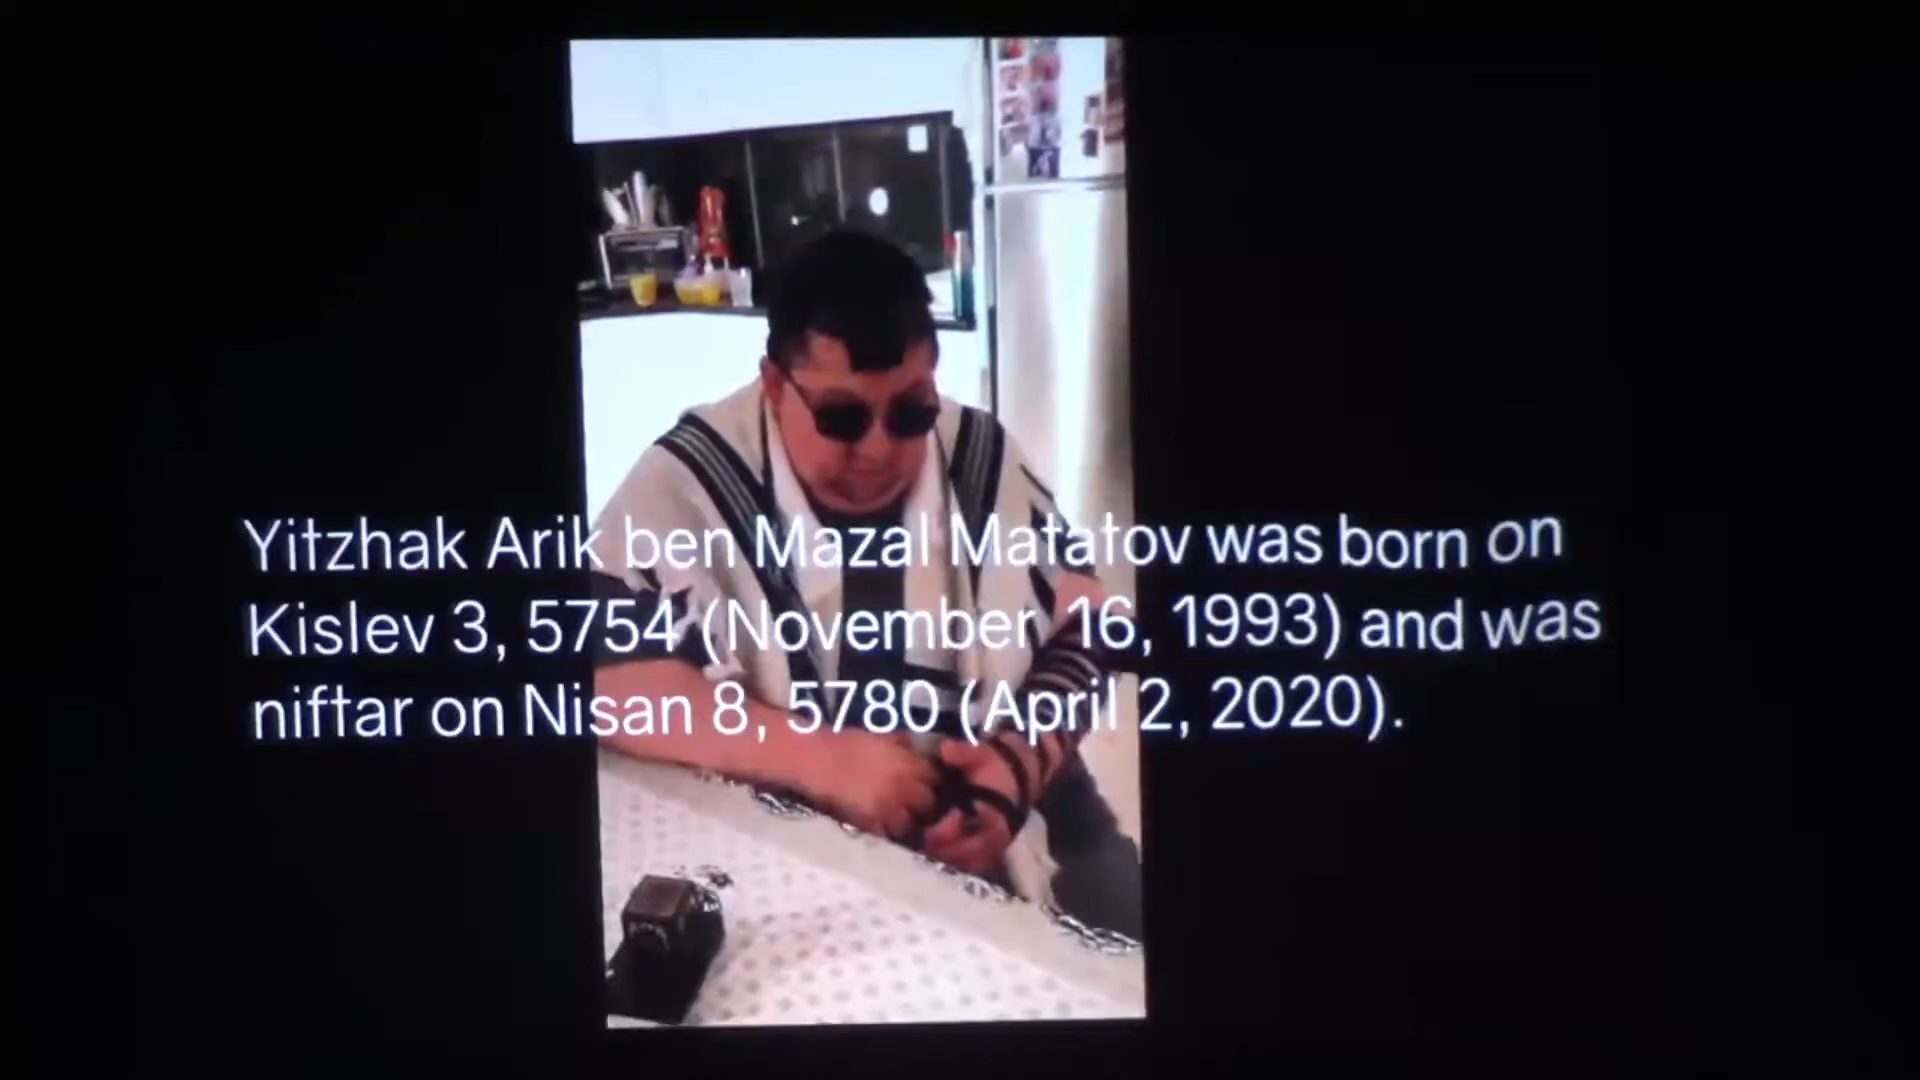 Yitzhak Arik ben Mazal Matatov was born on
Kislev 3, 5754 (November 16, 1993) and was
niftar on Nisan 8, 5780 (April 2, 2020).